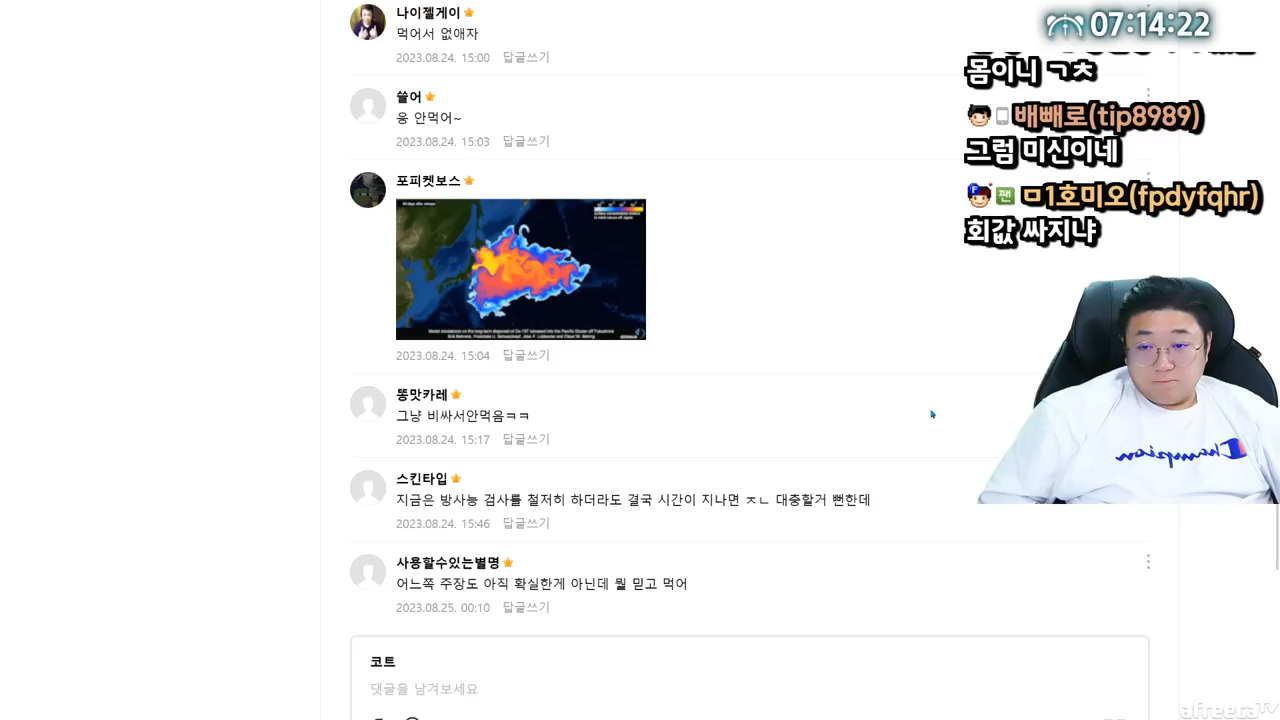 나이젤게이
먹어서 없애자
2023.08.24. 15:00 답글쓰기
쓸어
웅 안먹어~
2023.08.24. 15:03 답글쓰기
포피켓보스
2023.08.24. 15:04 답글쓰기
똥맛카레
그냥 비싸서안먹음ㅋㅋ
2023.08.24. 15:17 답글쓰기
스킨타입
지금은 방사능 검사를 철저히 하더라도 결국 시간이 지나면 ㅈㄴ 대충할거 뻔한데
2023.08.24. 15:46 답글쓰기
사용할수있는별명
어느쪽 주장도 아직 확실한게 아닌데 뭘 믿고 먹어
2023.08.25. 00:10 답글쓰기
코트
댓글을 남겨보세요
07:14:22
몸이니 ㄱㅊ
배빼로(tip8989)
그럼 미신이네
팬 ㅁ1호미오(fpdyfqhr)
회값 싸지냐
Champion
afreecaTV